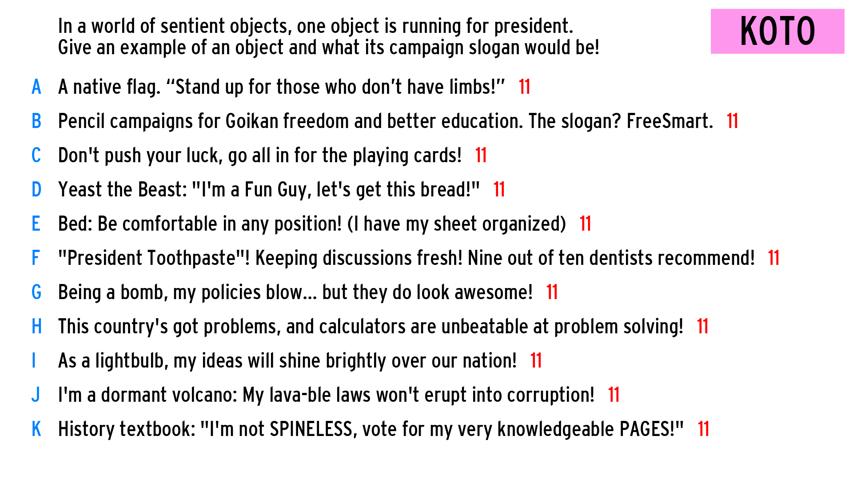 In a world of sentient objects, one object is running for president.
Give an example of an object and what its campaign slogan would be!
KOTO
A A native flag. “Stand up for those who don’t have limbs!” 11
B Pencil campaigns for Goikan freedom and better education. The slogan? FreeSmart. 11
C Don't push your luck, go all in for the playing cards! 11
D Yeast the Beast: "I'm a Fun Guy, let's get this bread!" 11
E Bed: Be comfortable in any position! (I have my sheet organized) 11
F "President Toothpaste"! Keeping discussions fresh! Nine out of ten dentists recommend! 11
G Being a bomb, my policies blow... but they do look awesome! 11
H This country's got problems, and calculators are unbeatable at problem solving! 11
I As a lightbulb, my ideas will shine brightly over our nation! 11
J I'm a dormant volcano: My lava-ble laws won't erupt into corruption! 11
K History textbook: "I'm not SPINELESS, vote for my very knowledgeable PAGES!" 11